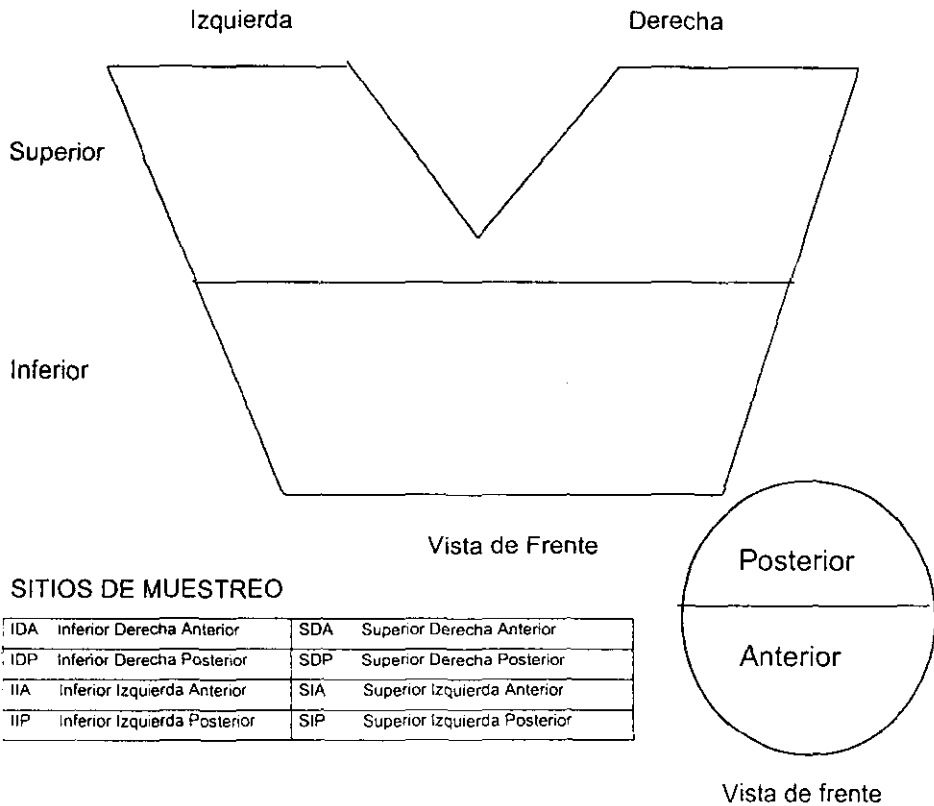 Izquierda Derecha
Superior
Inferior
Vista de Frente
Posterior
SITIOS DE MUESTREO
IDA Inferior Derecha Anterior SDA Superior Derecha Anterior
Anterior
IDP Inferior Derecha Posterior SDP Superior Derecha Posterior
IIA Inferior Izquierda Anterior SIA Superior Izquierda Anterior
IIP Inferior Izquierda Posterior SIP Superior Izquierda Posterior
Vista de frente